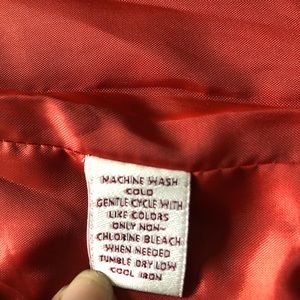 MACHINE WASH
COLD
GENTLE CYCLE WITH
LIKE COLORS
ONLY NON-
CHLORINE BLEACH
WHEN NEEDED
TUMBLE DRY LOW
COOL IRON